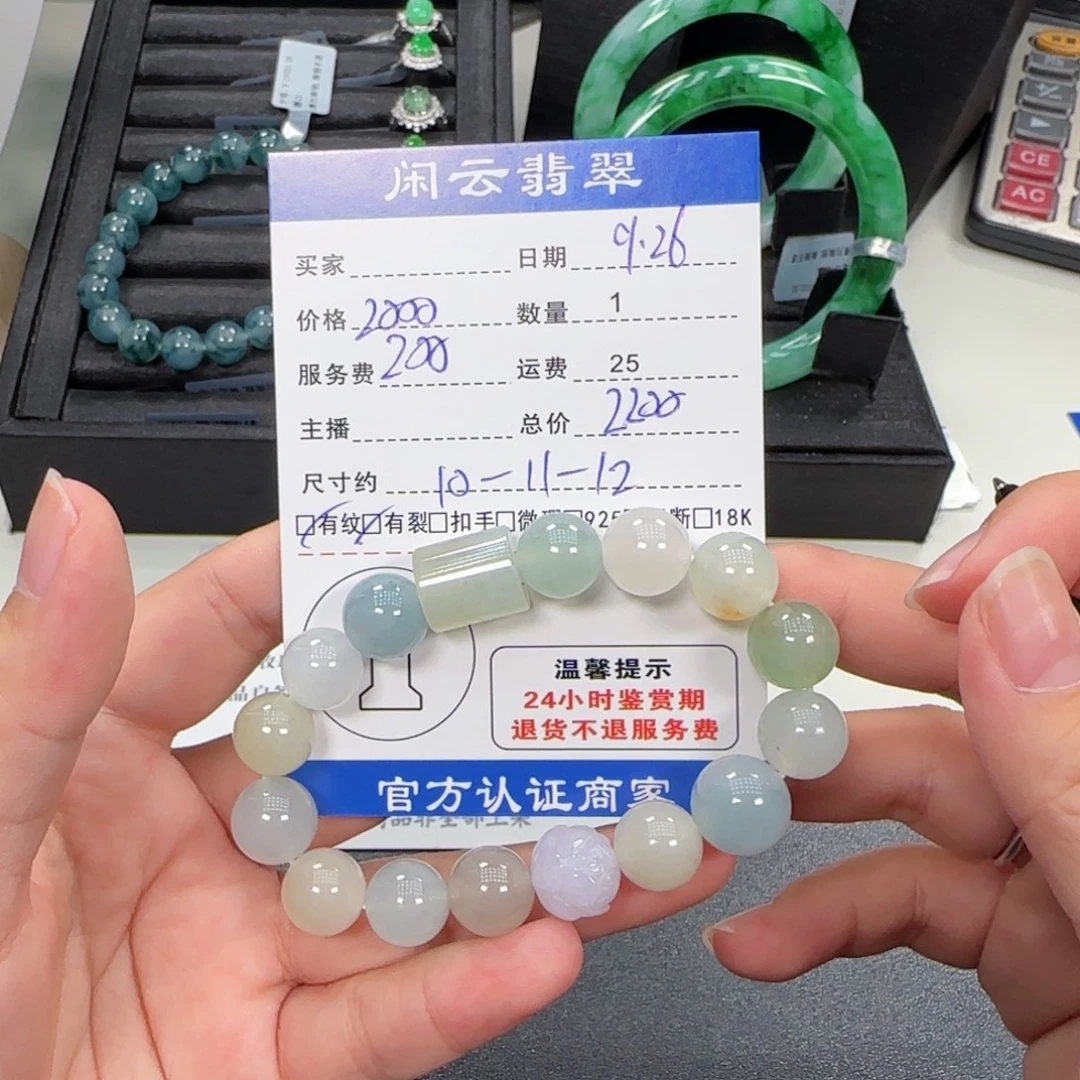 闲云翡翠
买家 日期 9.26
价格 2000 数量 1
服务费 200 运费 25
主播 总价 2200
尺寸约 10-11-12
□有纹□有裂□扣手□微 925 断□18K
温馨提示
24小时鉴赏期
退货不退服务费
官方认证商家
CE
AC